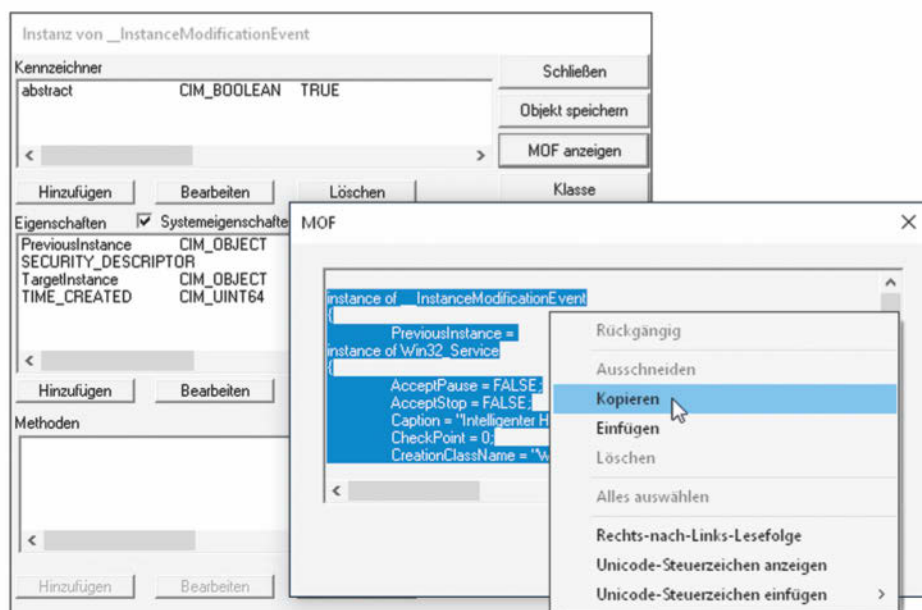 Instanz von __InstanceModificationEvent
Kennzeichner
abstract CIM_BOOLEAN TRUE
Schließen
Objekt speichern
MOF anzeigen
Klasse
Hinzufügen Bearbeiten Löschen
Eigenschaften Systemeigenschafte
PreviousInstance CIM_OBJECT
SECURITY_DESCRIPTOR
TargetInstance CIM_OBJECT
TIME_CREATED CIM_UINT64
Hinzufügen Bearbeiten
Methoden
Hinzufügen Bearbeiten
MOF
instance of __InstanceModificationEvent
{
PreviousInstance =
instance of Win32_Service
{
AcceptPause = FALSE;
AcceptStop = FALSE;
Caption = "Intelligenter H
CheckPoint = 0;
CreationClassName = "W
Rückgängig
Ausschneiden
Kopieren
Einfügen
Löschen
Alles auswählen
Rechts-nach-Links-Lesefolge
Unicode-Steuerzeichen anzeigen
Unicode-Steuerzeichen einfügen